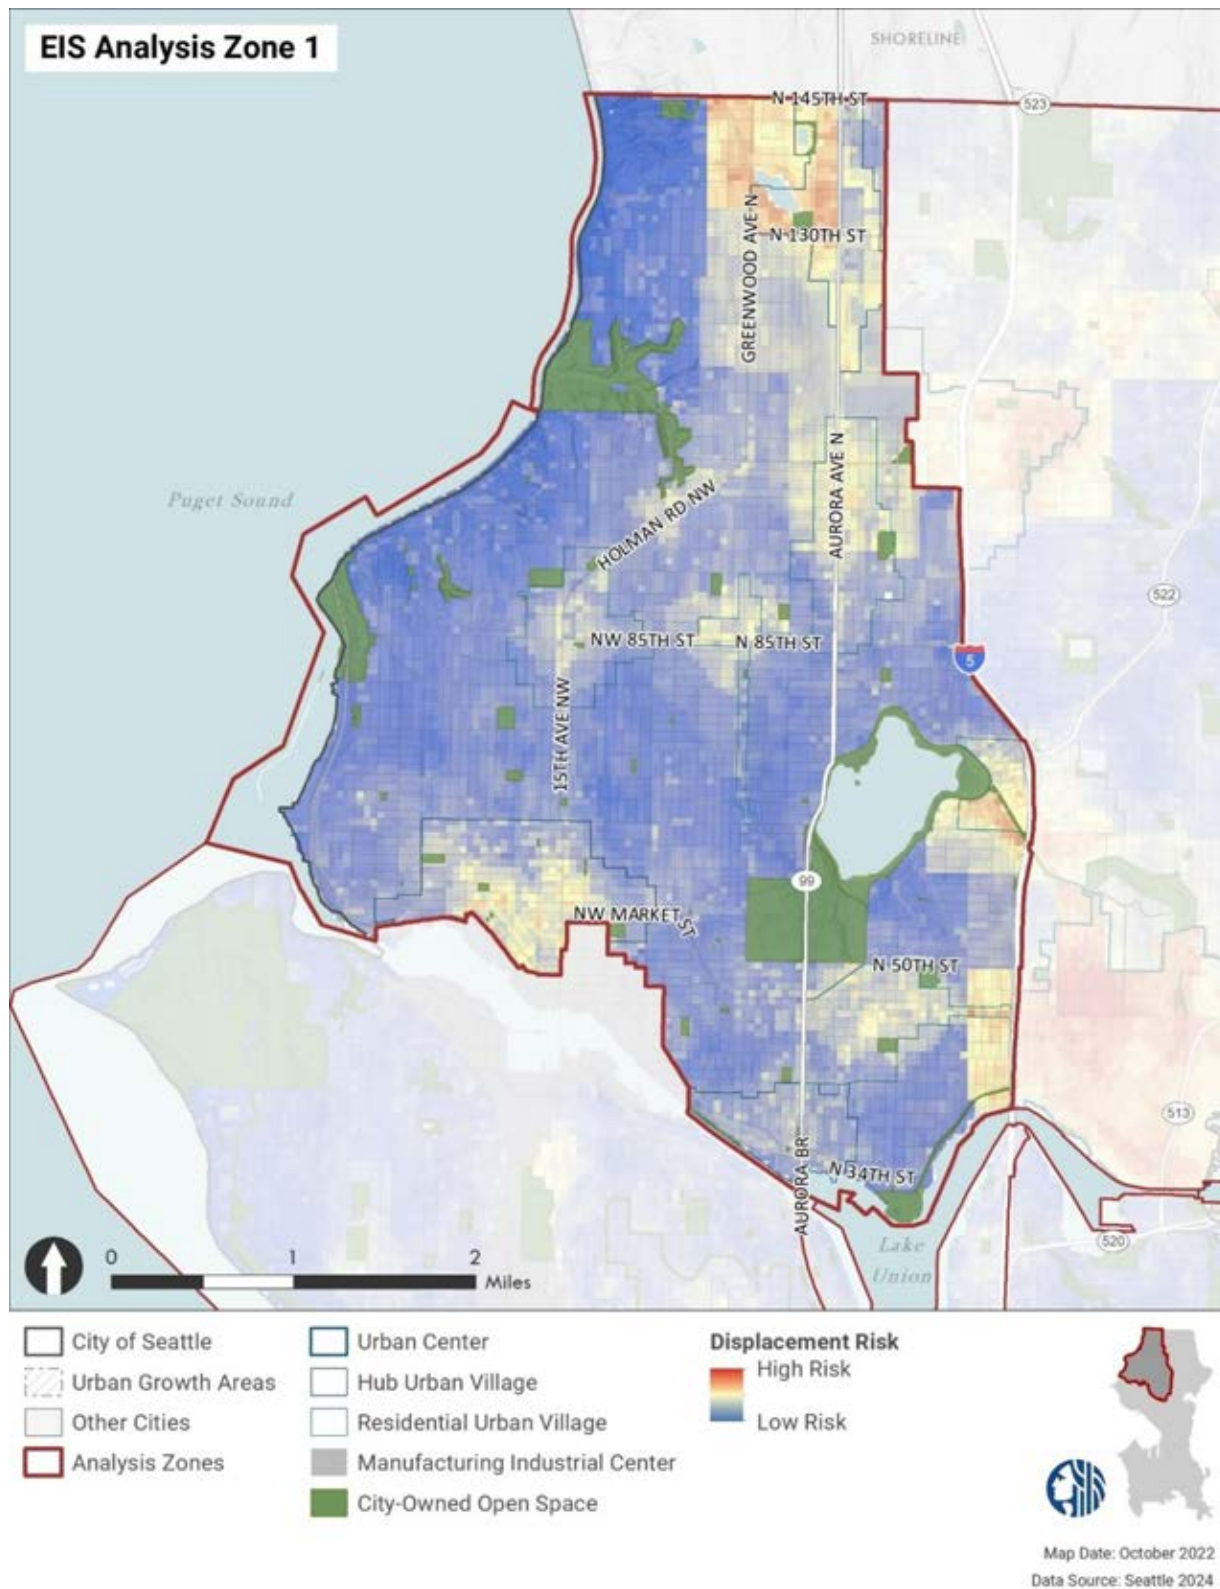 EIS Analysis Zone 1
SHORELINE
N 145TH ST
523
GREENWOOD AVE N
N 130TH ST
Puget Sound
AURORA AVE N
HOLMAN RD NW
522
NW 85TH ST
N 85TH ST
5
15TH AVE NW
99
NW MARKET ST
N 50TH ST
513
AURORA BR
N 34TH ST
520
Lake
Union
0 1 2
Miles
City of Seattle
Urban Growth Areas
Other Cities
Analysis Zones
Urban Center
Hub Urban Village
Residential Urban Village
Manufacturing Industrial Center
City-Owned Open Space
Displacement Risk
High Risk
Low Risk
Map Date: October 2022
Data Source: Seattle 2024